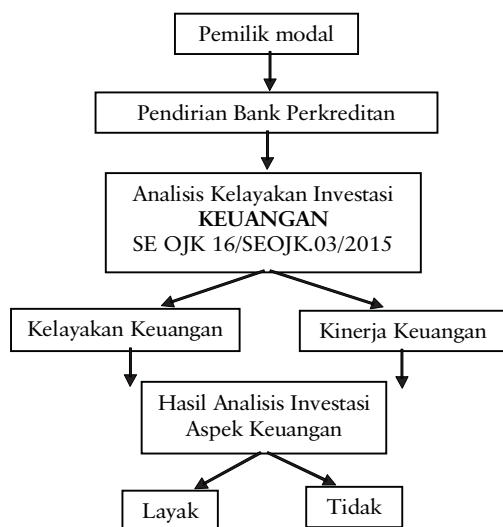 Pemilik modal
Pendirian Bank Perkreditan
Analisis Kelayakan Investasi
KEUANGAN
SE OJK 16/SEOJK.03/2015
Kelayakan Keuangan
Kinerja Keuangan
Hasil Analisis Investasi
Aspek Keuangan
Layak
Tidak